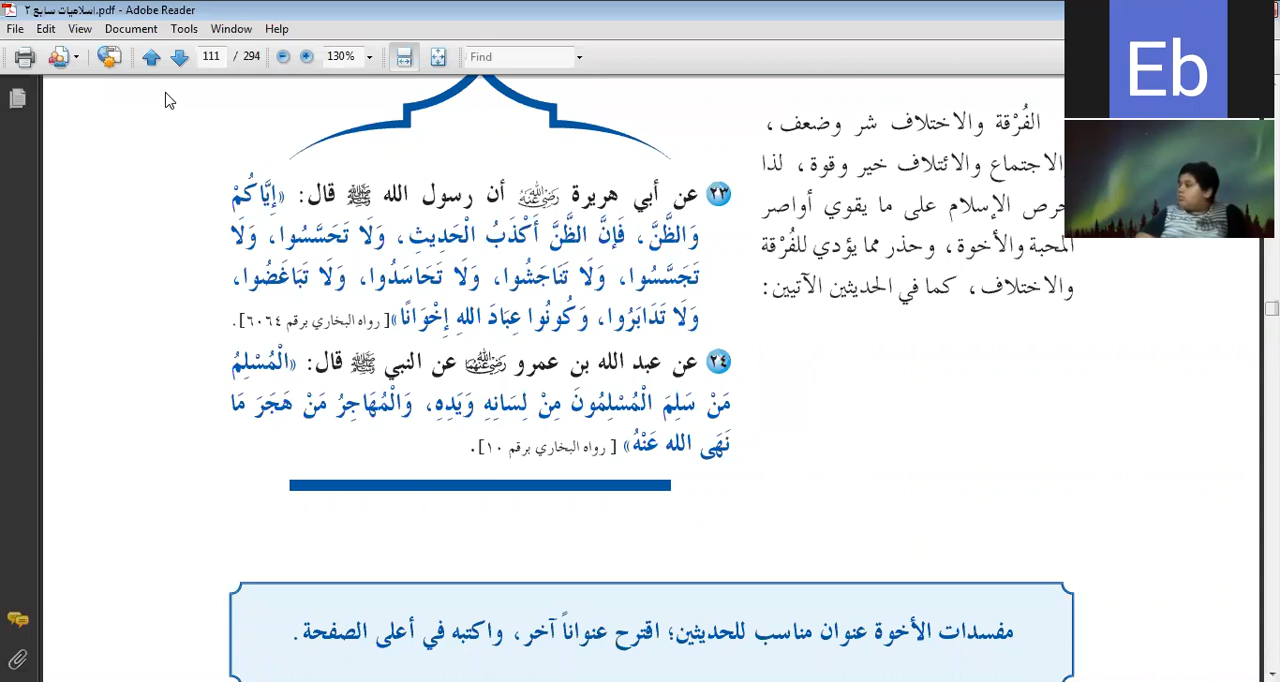 اسلاميات سابع ٢.pdf - Adobe Reader
File Edit View Document Tools Window Help
111 / 294 130% Find
Eb
الفُرْقة والاختلاف شر وضعف،
والاجتماع والائتلاف خير وقوة، لذا
حرص الإسلام على ما يقوي أواصر
المحبة والأخوة، وحذر مما يؤدي للفُرْقة
والاختلاف، كما في الحديثين الآتيين:
٢٣ عن أبي هريرة رضي الله عنه أن رسول الله ﷺ قال: «إِيَّاكُمْ
وَالظَّنَّ، فَإِنَّ الظَّنَّ أَكْذَبُ الْحَدِيثِ، وَلَا تَحَسَّسُوا، وَلَا
تَجَسَّسُوا، وَلَا تَنَاجَشُوا، وَلَا تَحَاسَدُوا، وَلَا تَبَاغَضُوا،
وَلَا تَدَابَرُوا، وَكُونُوا عِبَادَ اللهِ إِخْوَانًا» [رواه البخاري برقم ٦٠٦٤].
٢٤ عن عبد الله بن عمرو رضي الله عنهما عن النبي ﷺ قال: «الْمُسْلِمُ
مَنْ سَلِمَ الْمُسْلِمُونَ مِنْ لِسَانِهِ وَيَدِهِ، وَالْمُهَاجِرُ مَنْ هَجَرَ مَا
نَهَى الله عَنْهُ» [رواه البخاري برقم ١٠].
مفسدات الأخوة عنوان مناسب للحديثين؛ اقترح عنواناً آخر، واكتبه في أعلى الصفحة.